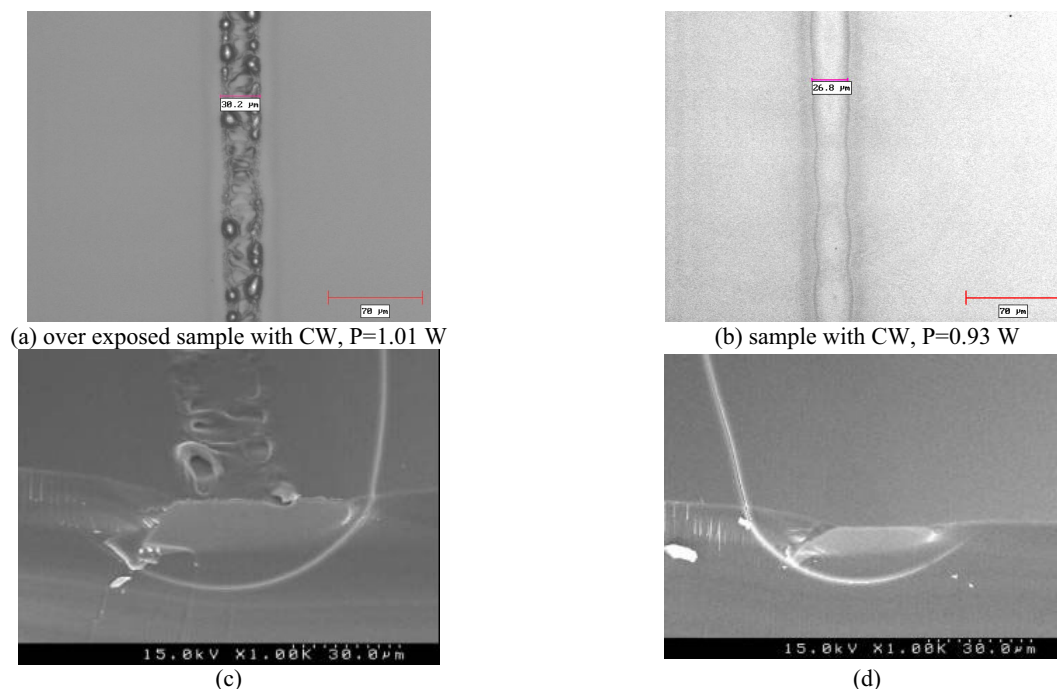 30.2 µm
70 µm
26.8 µm
70 µm
(a) over exposed sample with CW, P=1.01 W
(b) sample with CW, P=0.93 W
15.0kV X1.00K 30.0µm
15.0kV X1.00K 30.0µm
(c)
(d)